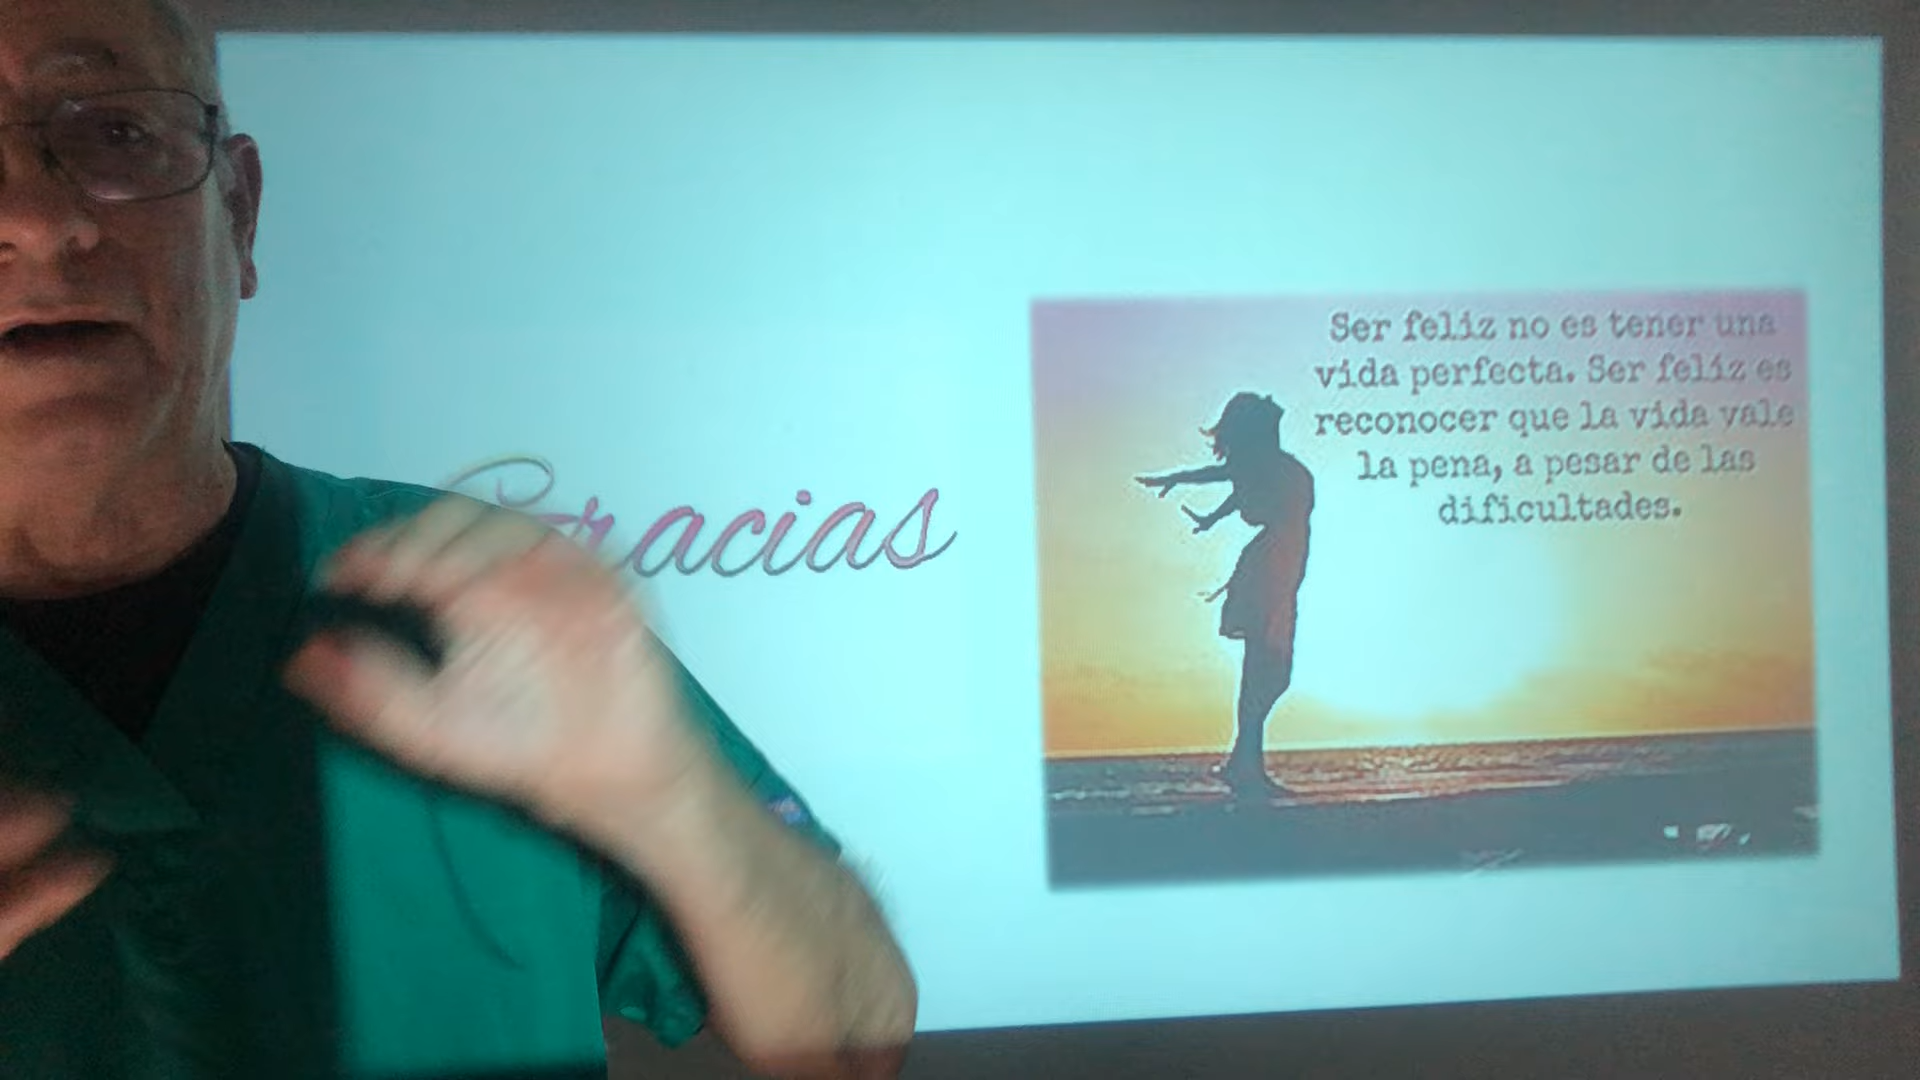 Gracias
Ser feliz no es tener una
vida perfecta. Ser feliz es
reconocer que la vida vale
la pena, a pesar de las
dificultades.